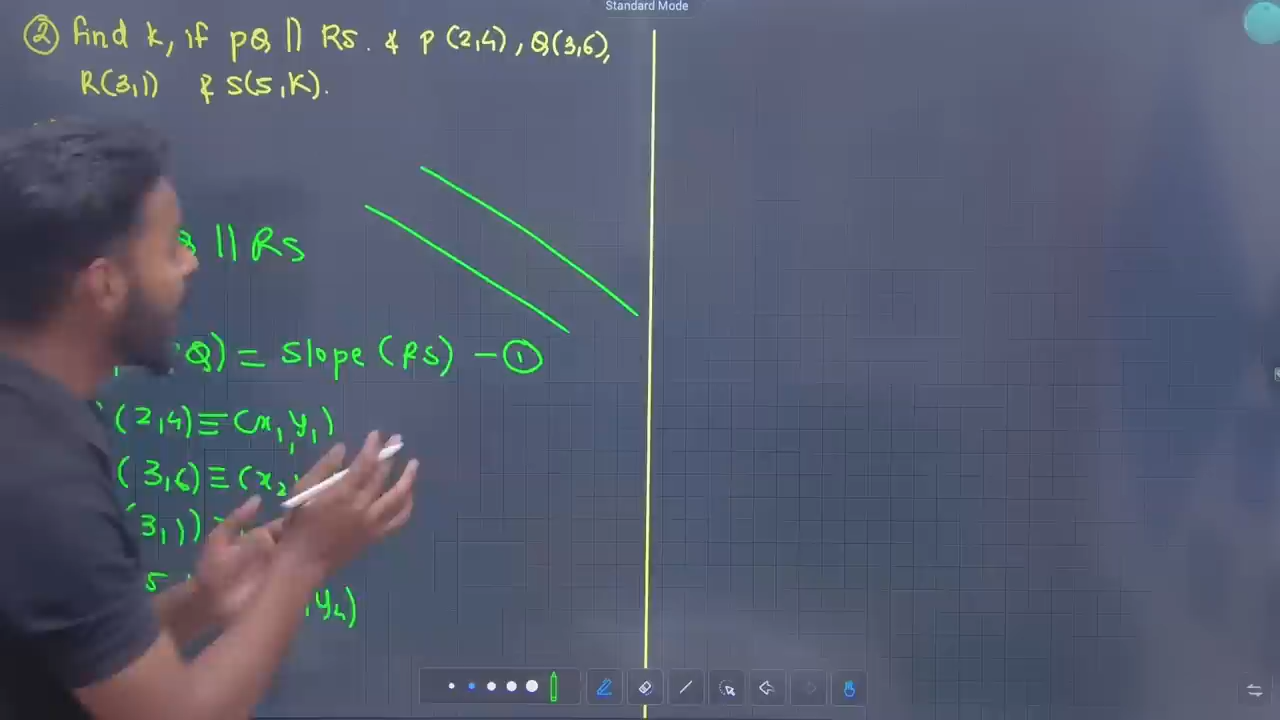 Standard Mode
② Find k, if PQ || RS. & P(2,4), Q(3,6),
R(3,1) & S(5,K).
Q || RS
Q) = Slope (RS) - ①
(2,4) ≡ (x₁,y₁)
(3,6) ≡ (x₂
(3,1)
5
,y₄)